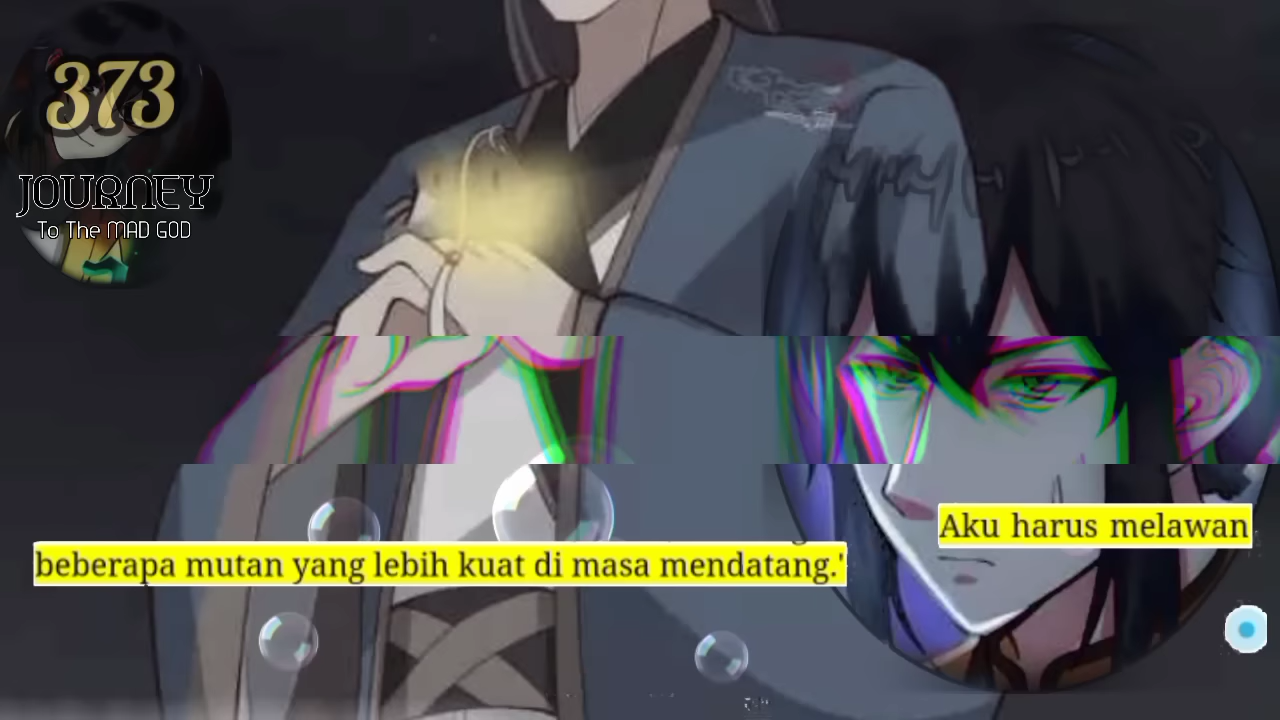 373
JOURNEY
To The MAD GOD
Aku harus melawan
beberapa mutan yang lebih kuat di masa mendatang.'